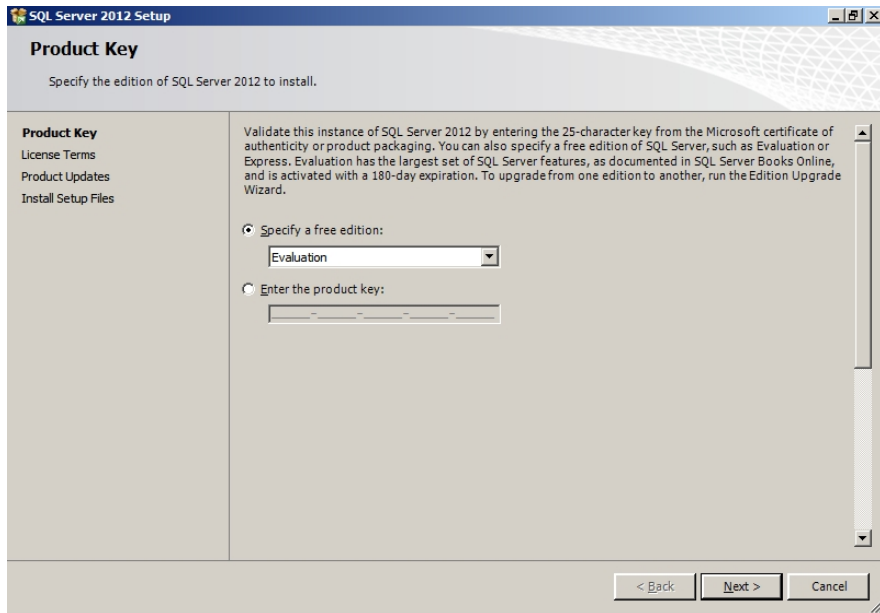 SQL Server 2012 Setup
Product Key
Specify the edition of SQL Server 2012 to install.
Product Key
License Terms
Product Updates
Install Setup Files
Validate this instance of SQL Server 2012 by entering the 25-character key from the Microsoft certificate of
authenticity or product packaging. You can also specify a free edition of SQL Server, such as Evaluation or
Express. Evaluation has the largest set of SQL Server features, as documented in SQL Server Books Online,
and is activated with a 180-day expiration. To upgrade from one edition to another, run the Edition Upgrade
Wizard.
Specify a free edition:
Evaluation
Enter the product key:
_____-_____-_____-_____-_____
< Back
Next >
Cancel